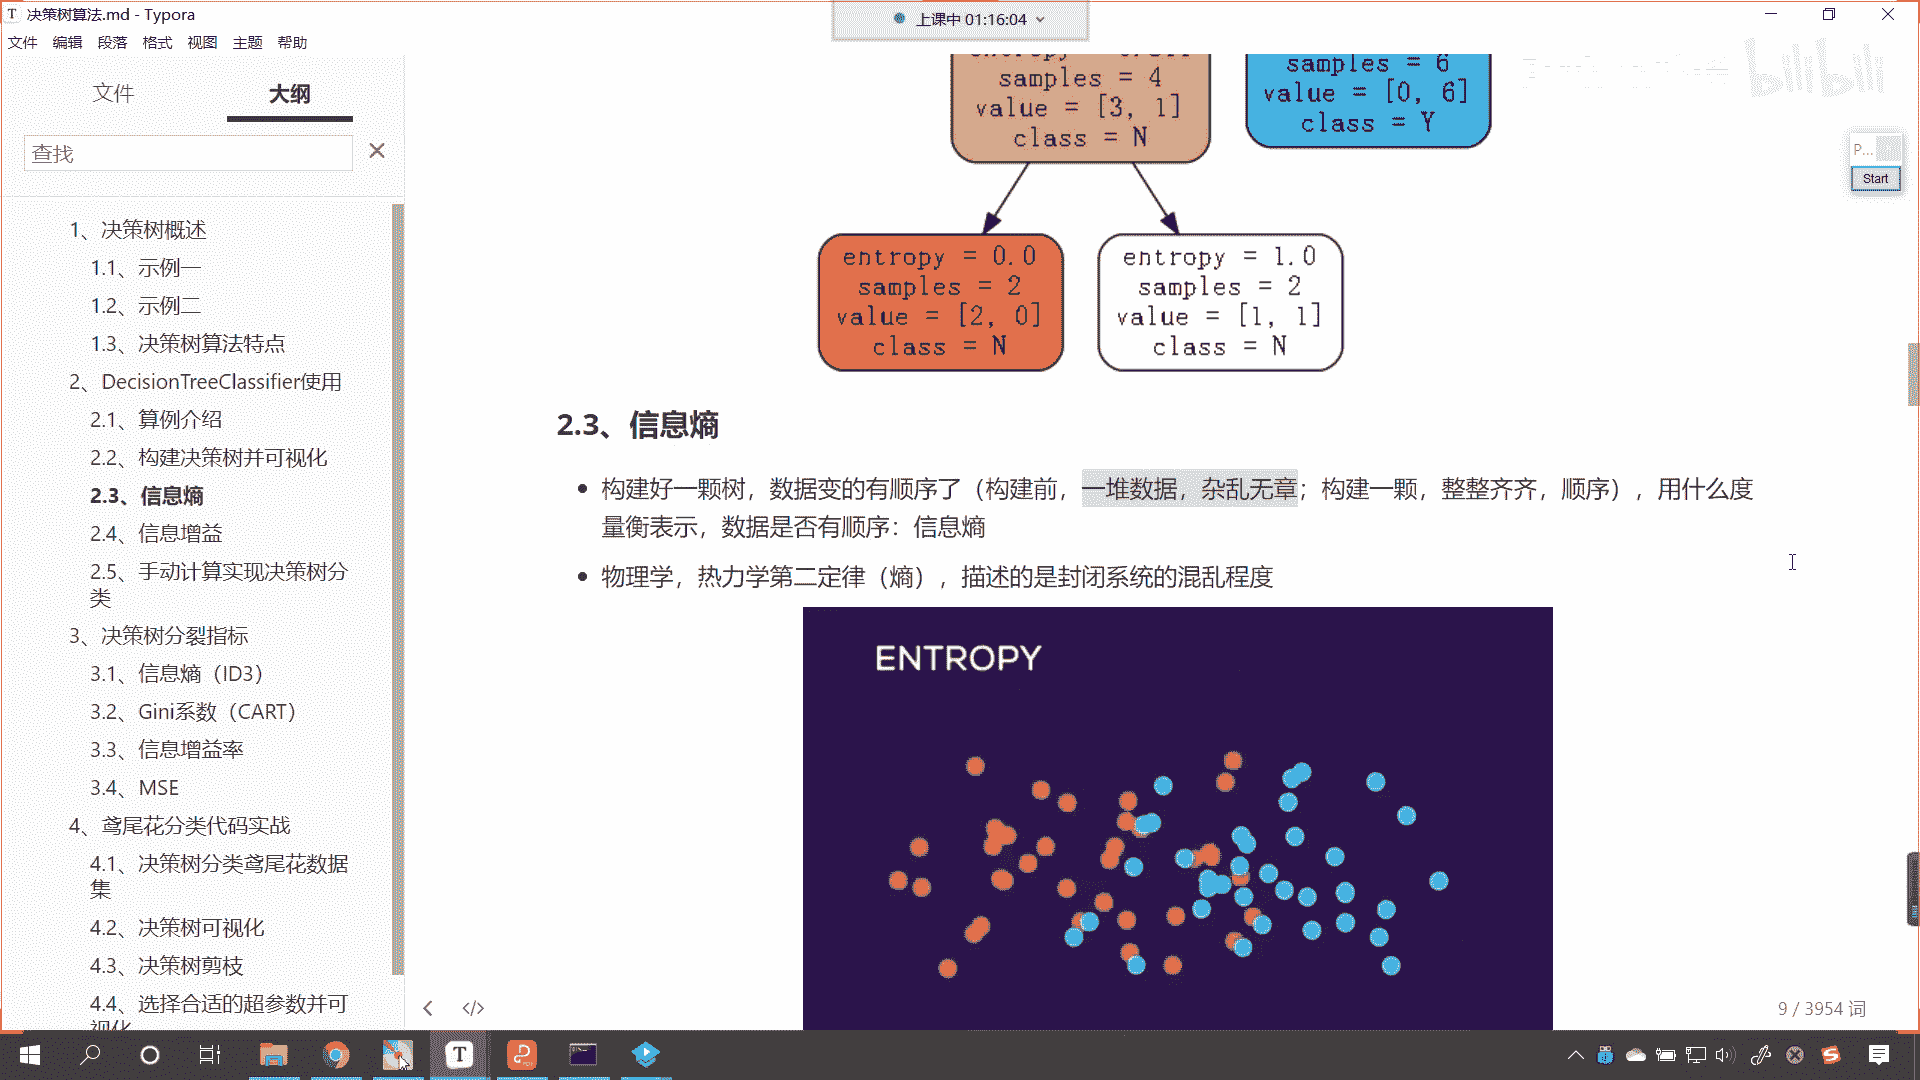 决策树算法.md - Typora
上课中 01:16:04
文件 编辑 段落 格式 视图 主题 帮助
bilibili
文件 大纲
查找
P...
Start
1、决策树概述
1.1、示例一
1.2、示例二
1.3、决策树算法特点
2、DecisionTreeClassifier使用
2.1、算例介绍
2.2、构建决策树并可视化
2.3、信息熵
2.4、信息增益
2.5、手动计算实现决策树分
类
3、决策树分裂指标
3.1、信息熵（ID3）
3.2、Gini系数（CART）
3.3、信息增益率
3.4、MSE
4、鸢尾花分类代码实战
4.1、决策树分类鸢尾花数据
集
4.2、决策树可视化
4.3、决策树剪枝
4.4、选择合适的超参数并可
视化
samples = 4
value = [3, 1]
class = N
samples = 6
value = [0, 6]
class = Y
entropy = 0.0
samples = 2
value = [2, 0]
class = N
entropy = 1.0
samples = 2
value = [1, 1]
class = N
2.3、信息熵
构建好一颗树，数据变的有顺序了（构建前，一堆数据，杂乱无章；构建一颗，整整齐齐，顺序），用什么度
量衡表示，数据是否有顺序：信息熵
物理学，热力学第二定律（熵），描述的是封闭系统的混乱程度
ENTROPY
9 / 3954 词